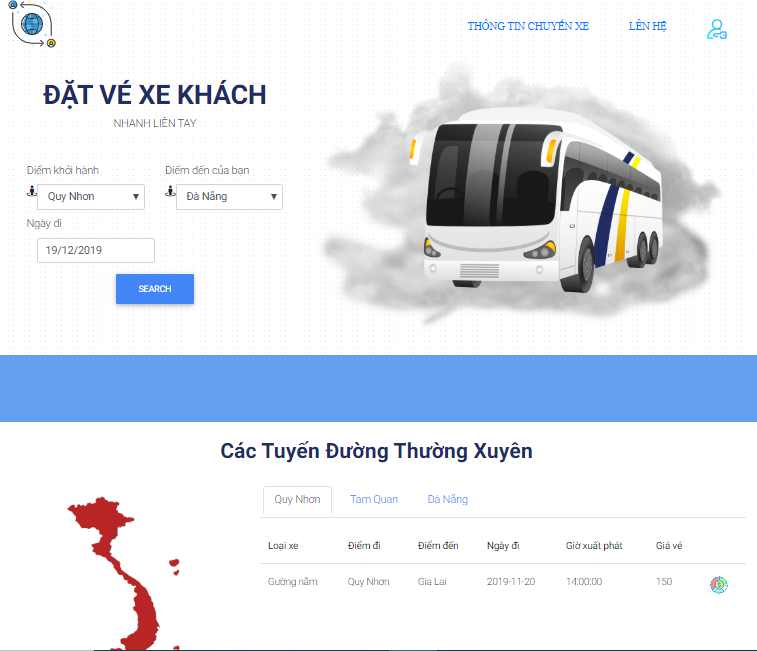 THÔNG TIN CHUYẾN XE LÊN HỆ
ĐẶT VÉ XE KHÁCH
NHANH LIÊN TAY
Điểm khởi hành Điểm đến của bạn
Quy Nhơn Đà Nẵng
Ngày đi
19/12/2019
SEARCH
Các Tuyến Đường Thường Xuyên
Quy Nhơn Tam Quan Đà Nẵng
Loại xe Điểm đi Điểm đến Ngày đi Giờ xuất phát Giá vé
Gường nằm Quy Nhơn Gia Lai 2019-11-20 14:00:00 150